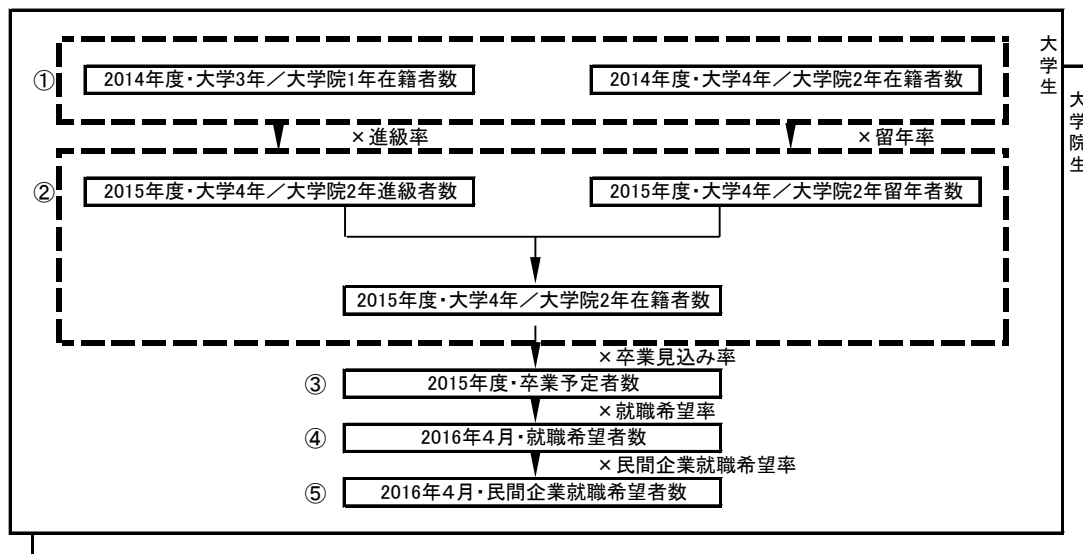 大学生
大学院生
①
2014年度・大学3年／大学院1年在籍者数
2014年度・大学4年／大学院2年在籍者数
×進級率
×留年率
②
2015年度・大学4年／大学院2年進級者数
2015年度・大学4年／大学院2年留年者数
2015年度・大学4年／大学院2年在籍者数
×卒業見込み率
③
2015年度・卒業予定者数
×就職希望率
④
2016年４月・就職希望者数
×民間企業就職希望率
⑤
2016年４月・民間企業就職希望者数